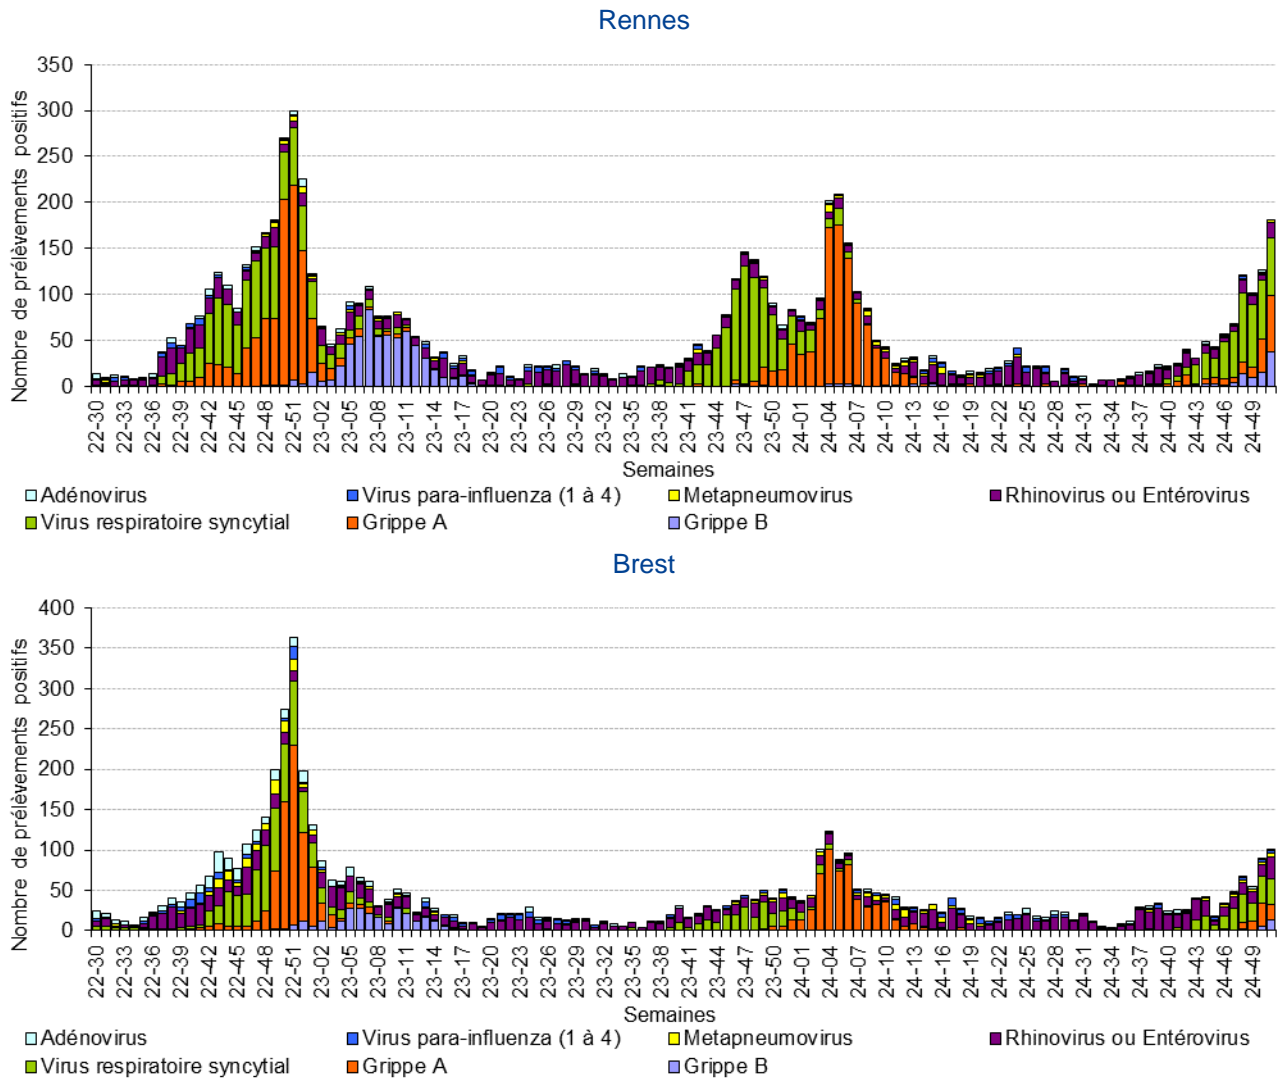 Rennes
Nombre de prélèvements positifs
350
300
250
200
150
100
50
0
22-30 22-33 22-36 22-39 22-42 22-45 22-48 22-51 23-02 23-05 23-08 23-11 23-14 23-17 23-20 23-23 23-26 23-29 23-32 23-35 23-38 23-41 23-44 23-47 23-50 24-01 24-04 24-07 24-10 24-13 24-16 24-19 24-22 24-25 24-28 24-31 24-34 24-37 24-40 24-43 24-46 24-49
Semaines
Adénovirus Virus para-influenza (1 à 4) Metapneumovirus Rhinovirus ou Entérovirus
Virus respiratoire syncytial Grippe A Grippe B
Brest
Nombre de prélèvements positifs
400
350
300
250
200
150
100
50
0
22-30 22-33 22-36 22-39 22-42 22-45 22-48 22-51 23-02 23-05 23-08 23-11 23-14 23-17 23-20 23-23 23-26 23-29 23-32 23-35 23-38 23-41 23-44 23-47 23-50 24-01 24-04 24-07 24-10 24-13 24-16 24-19 24-22 24-25 24-28 24-31 24-34 24-37 24-40 24-43 24-46 24-49
Semaines
Adénovirus Virus para-influenza (1 à 4) Metapneumovirus Rhinovirus ou Entérovirus
Virus respiratoire syncytial Grippe A Grippe B